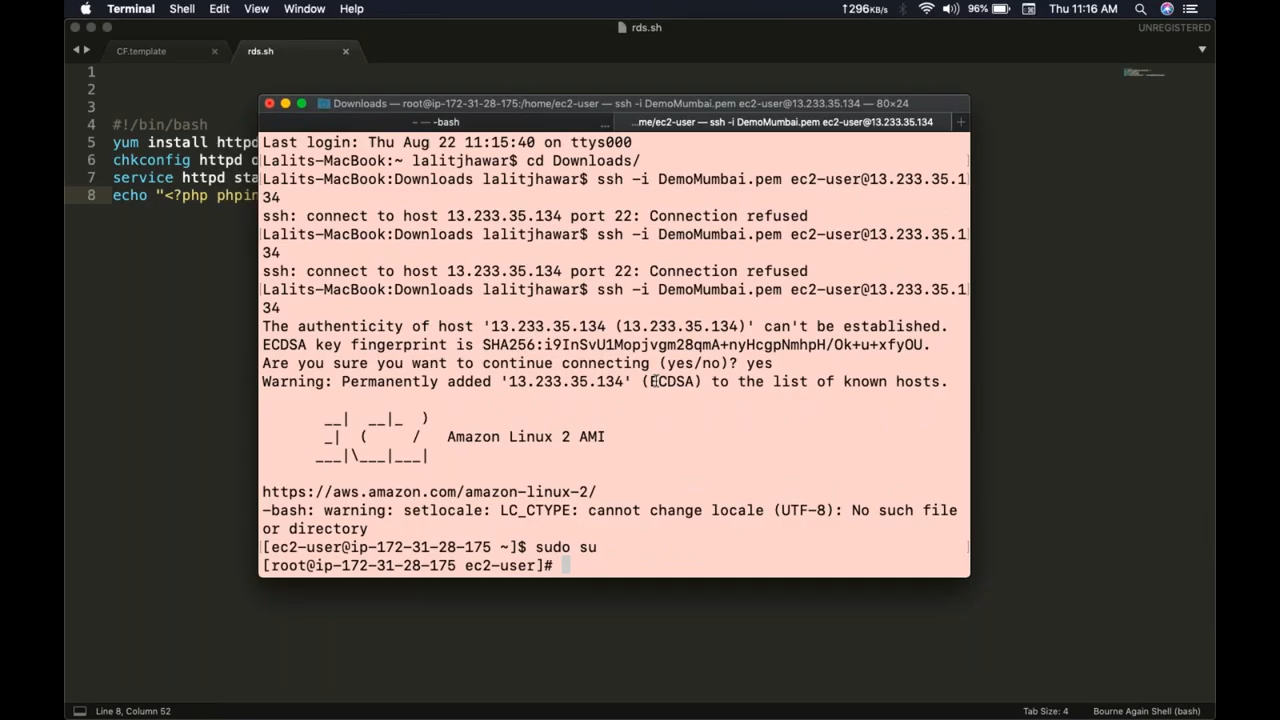 Terminal Shell Edit View Window Help ↑296KB/s 96% Thu 11:16 AM
rds.sh UNREGISTERED
CF.template × rds.sh ×
1
2
3
4 #!/bin/bash
5 yum install httpd
6 chkconfig httpd
7 service httpd sta
8 echo "<?php phpin
Downloads — root@ip-172-31-28-175:/home/ec2-user — ssh -i DemoMumbai.pem ec2-user@13.233.35.134 — 80×24
~ — -bash ... ...me/ec2-user — ssh -i DemoMumbai.pem ec2-user@13.233.35.134 +
Last login: Thu Aug 22 11:15:40 on ttys000
Lalits-MacBook:~ lalitjhawar$ cd Downloads/
Lalits-MacBook:Downloads lalitjhawar$ ssh -i DemoMumbai.pem ec2-user@13.233.35.1
34
ssh: connect to host 13.233.35.134 port 22: Connection refused
Lalits-MacBook:Downloads lalitjhawar$ ssh -i DemoMumbai.pem ec2-user@13.233.35.1
34
ssh: connect to host 13.233.35.134 port 22: Connection refused
Lalits-MacBook:Downloads lalitjhawar$ ssh -i DemoMumbai.pem ec2-user@13.233.35.1
34
The authenticity of host '13.233.35.134 (13.233.35.134)' can't be established.
ECDSA key fingerprint is SHA256:i9InSvU1Mopjvgm28qmA+nyHcgpNmhpH/Ok+u+xfyOU.
Are you sure you want to continue connecting (yes/no)? yes
Warning: Permanently added '13.233.35.134' (ECDSA) to the list of known hosts.
__| __|_ )
_| ( / Amazon Linux 2 AMI
___|\___|___|
https://aws.amazon.com/amazon-linux-2/
-bash: warning: setlocale: LC_CTYPE: cannot change locale (UTF-8): No such file
or directory
[ec2-user@ip-172-31-28-175 ~]$ sudo su
[root@ip-172-31-28-175 ec2-user]#
Line 8, Column 52 Tab Size: 4 Bourne Again Shell (bash)